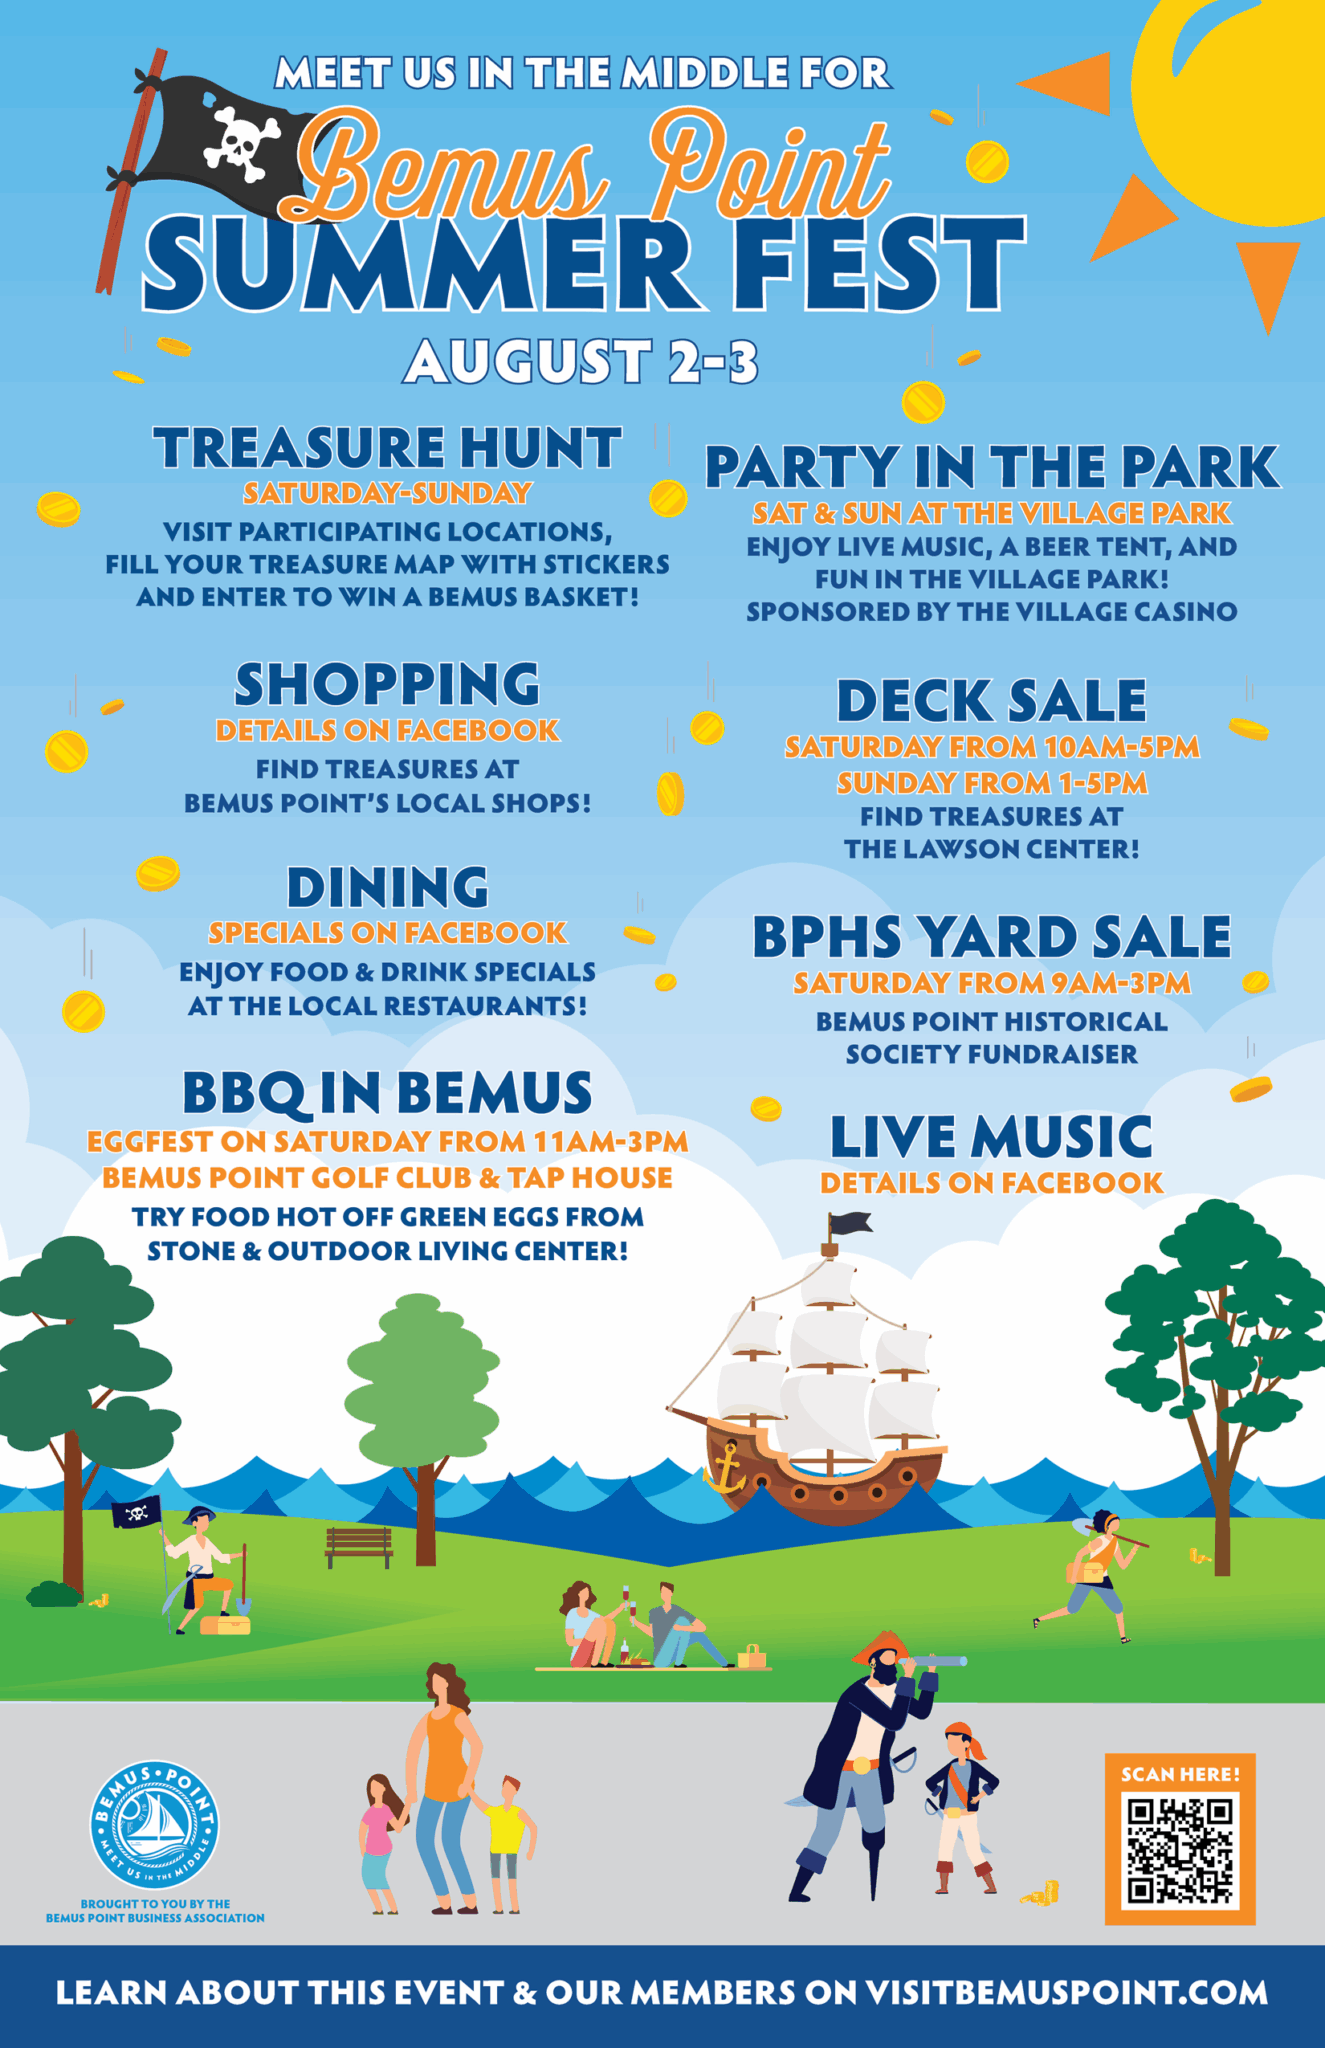 MEET US IN THE MIDDLE FOR
Bemus Point
SUMMER FEST
AUGUST 2-3
TREASURE HUNT
SATURDAY-SUNDAY
VISIT PARTICIPATING LOCATIONS,
FILL YOUR TREASURE MAP WITH STICKERS
AND ENTER TO WIN A BEMUS BASKET!
SHOPPING
DETAILS ON FACEBOOK
FIND TREASURES AT
BEMUS POINT'S LOCAL SHOPS!
DINING
SPECIALS ON FACEBOOK
ENJOY FOOD & DRINK SPECIALS
AT THE LOCAL RESTAURANTS!
BBQ IN BEMUS
EGGFEST ON SATURDAY FROM 11AM-3PM
BEMUS POINT GOLF CLUB & TAP HOUSE
TRY FOOD HOT OFF GREEN EGGS FROM
STONE & OUTDOOR LIVING CENTER!
PARTY IN THE PARK
SAT & SUN AT THE VILLAGE PARK
ENJOY LIVE MUSIC, A BEER TENT, AND
FUN IN THE VILLAGE PARK!
SPONSORED BY THE VILLAGE CASINO
DECK SALE
SATURDAY FROM 10AM-5PM
SUNDAY FROM 1-5PM
FIND TREASURES AT
THE LAWSON CENTER!
BPHS YARD SALE
SATURDAY FROM 9AM-3PM
BEMUS POINT HISTORICAL
SOCIETY FUNDRAISER
LIVE MUSIC
DETAILS ON FACEBOOK
BEMUS • POINT
MEET US IN THE MIDDLE
BROUGHT TO YOU BY THE
BEMUS POINT BUSINESS ASSOCIATION
SCAN HERE!
LEARN ABOUT THIS EVENT & OUR MEMBERS ON VISITBEMUSPOINT.COM